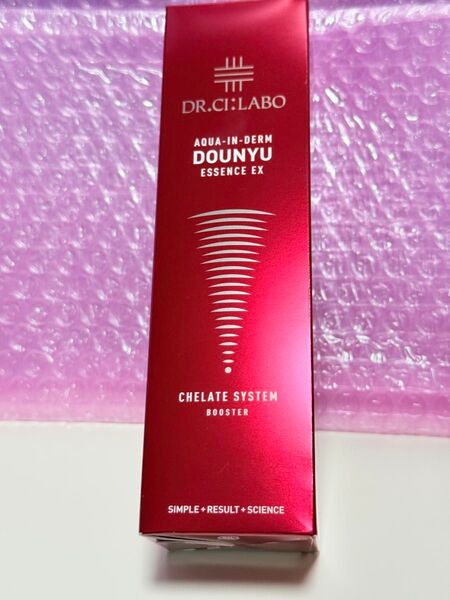 DR.CI:LABO
AQUA-IN-DERM
DOUNYU
ESSENCE EX
CHELATE SYSTEM
BOOSTER
SIMPLE+RESULT+SCIENCE